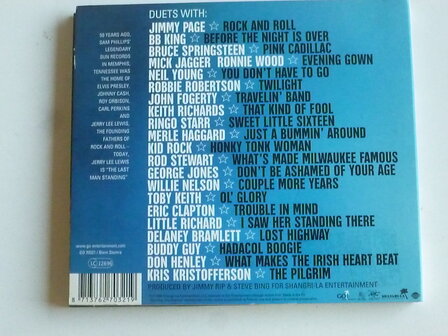 DUETS WITH:
JIMMY PAGE ☆ ROCK AND ROLL
BB KING ☆ BEFORE THE NIGHT IS OVER
BRUCE SPRINGSTEEN ☆ PINK CADILLAC
MICK JAGGER RONNIE WOOD ☆ EVENING GOWN
NEIL YOUNG ☆ YOU DON'T HAVE TO GO
ROBBIE ROBERTSON ☆ TWILIGHT
JOHN FOGERTY ☆ TRAVELIN' BAND
KEITH RICHARDS ☆ THAT KIND OF FOOL
RINGO STARR ☆ SWEET LITTLE SIXTEEN
MERLE HAGGARD ☆ JUST A BUMMIN' AROUND
KID ROCK ☆ HONKY TONK WOMAN
ROD STEWART ☆ WHAT'S MADE MILWAUKEE FAMOUS
GEORGE JONES ☆ DON'T BE ASHAMED OF YOUR AGE
WILLIE NELSON ☆ COUPLE MORE YEARS
TOBY KEITH ☆ OL' GLORY
ERIC CLAPTON ☆ TROUBLE IN MIND
LITTLE RICHARD ☆ I SAW HER STANDING THERE
DELANEY BRAMLETT ☆ LOST HIGHWAY
BUDDY GUY ☆ HADACOL BOOGIE
DON HENLEY ☆ WHAT MAKES THE IRISH HEART BEAT
KRIS KRISTOFFERSON ☆ THE PILGRIM
PRODUCED BY JIMMY RIP & STEVE BING FOR SHANGRI-LA ENTERTAINMENT
50 YEARS AGO,
SAM PHILLIPS'
LEGENDARY
SUN RECORDS
IN MEMPHIS,
TENNESSEE WAS
THE HOME OF
ELVIS PRESLEY,
JOHNNY CASH,
ROY ORBISON,
CARL PERKINS
AND
JERRY LEE LEWIS,
THE FOUNDING
FATHERS OF
ROCK AND ROLL –
TODAY,
JERRY LEE LEWIS
IS "THE LAST
MAN STANDING"
LC 12896
8 713762 703219